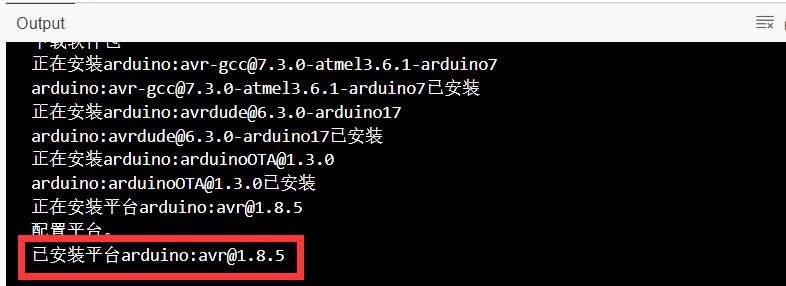 Output
下载软件包
正在安装arduino:avr-gcc@7.3.0-atmel3.6.1-arduino7
arduino:avr-gcc@7.3.0-atmel3.6.1-arduino7已安装
正在安装arduino:avrdude@6.3.0-arduino17
arduino:avrdude@6.3.0-arduino17已安装
正在安装arduino:arduinoOTA@1.3.0
arduino:arduinoOTA@1.3.0已安装
正在安装平台arduino:avr@1.8.5
配置平台。
已安装平台arduino:avr@1.8.5